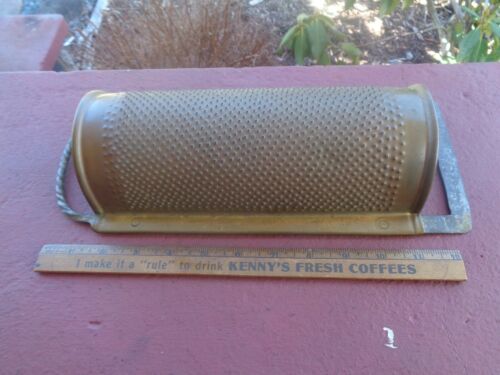 I make it a "rule" to drink KENNY'S FRESH COFFEES